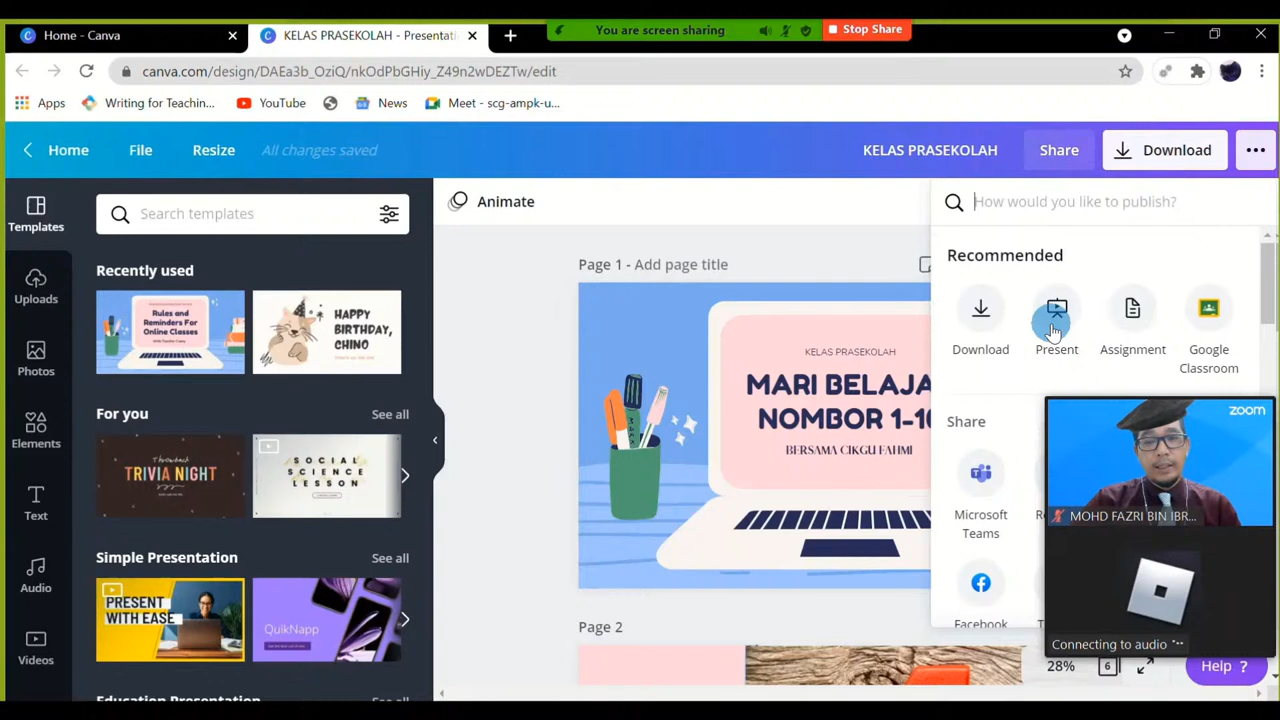 Home - Canva
KELAS PRASEKOLAH - Presentati
You are screen sharing
Stop Share
canva.com/design/DAEa3b_OziQ/nkOdPbGHiy_Z49n2wDEZTw/edit
Apps
Writing for Teachin...
YouTube
News
Meet - scg-ampk-u...
Home
File
Resize
All changes saved
KELAS PRASEKOLAH
Share
Download
Templates
Uploads
Photos
Elements
Text
Audio
Videos
Search templates
Recently used
Rules and
Reminders For
Online Classes
HAPPY
BIRTHDAY,
CHINO
For you
See all
TRIVIA NIGHT
SOCIAL
SCIENCE
LESSON
Simple Presentation
See all
PRESENT
WITH EASE
QuikNapp
Education Presentation
Animate
Page 1 - Add page title
KELAS PRASEKOLAH
MARI BELAJA
NOMBOR 1-10
BERSAMA CIKGU FAHMI
Page 2
How would you like to publish?
Recommended
Download
Present
Assignment
Google
Classroom
Share
Microsoft
Teams
Facebook
zoom
MOHD FAZRI BIN IBR...
Connecting to audio
28%
6
Help ?